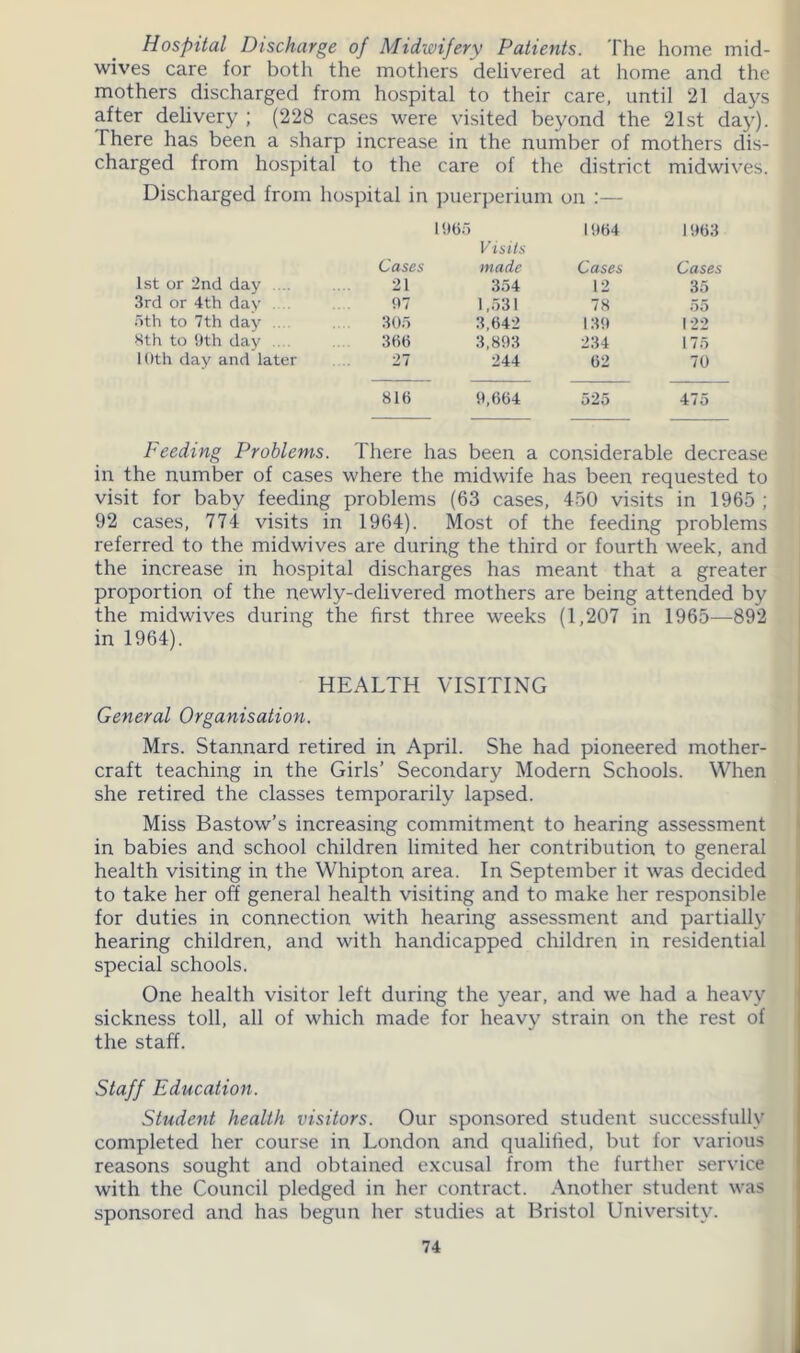 Hospital Discharge of Midwifery Patients. The home mid-
wives care for both the mothers delivered at home and the
mothers discharged from hospital to their care, until 21 days
after delivery ; (228 cases were visited beyond the 21st day).
There has been a sharp increase in the number of mothers dis-
charged from hospital to the care of the district midwives.
Discharged from hospital in puerperium on :—
1965 1964 1963
Visits
Cases made Cases Cases
1st or 2nd day .... .... 21 354 12 35
3rd or 4th day .... .... 97 1,531 78 55
5th to 7th day .... .... 305 3,642 139 122
8th to 9th day .... .... 366 3,893 234 175
10th day and later .... 27 244 62 70
816 9,664 525 475
Feeding Problems. There has been a considerable decrease
in the number of cases where the midwife has been requested to
visit for baby feeding problems (63 cases, 450 visits in 1965 ;
92 cases, 774 visits in 1964). Most of the feeding problems
referred to the midwives are during the third or fourth week, and
the increase in hospital discharges has meant that a greater
proportion of the newly-delivered mothers are being attended by
the midwives during the first three weeks (1,207 in 1965—892
in 1964).
HEALTH VISITING
General Organisation.
Mrs. Stannard retired in April. She had pioneered mother-
craft teaching in the Girls' Secondary Modern Schools. When
she retired the classes temporarily lapsed.
Miss Bastow's increasing commitment to hearing assessment
in babies and school children limited her contribution to general
health visiting in the Whipton area. In September it was decided
to take her off general health visiting and to make her responsible
for duties in connection with hearing assessment and partially
hearing children, and with handicapped children in residential
special schools.
One health visitor left during the year, and we had a heavy
sickness toll, all of which made for heavy strain on the rest of
the staff.
Staff Education.
Student health visitors. Our sponsored student successfully
completed her course in London and qualified, but for various
reasons sought and obtained excusal from the further service
with the Council pledged in her contract. Another student was
sponsored and has begun her studies at Bristol University.
74